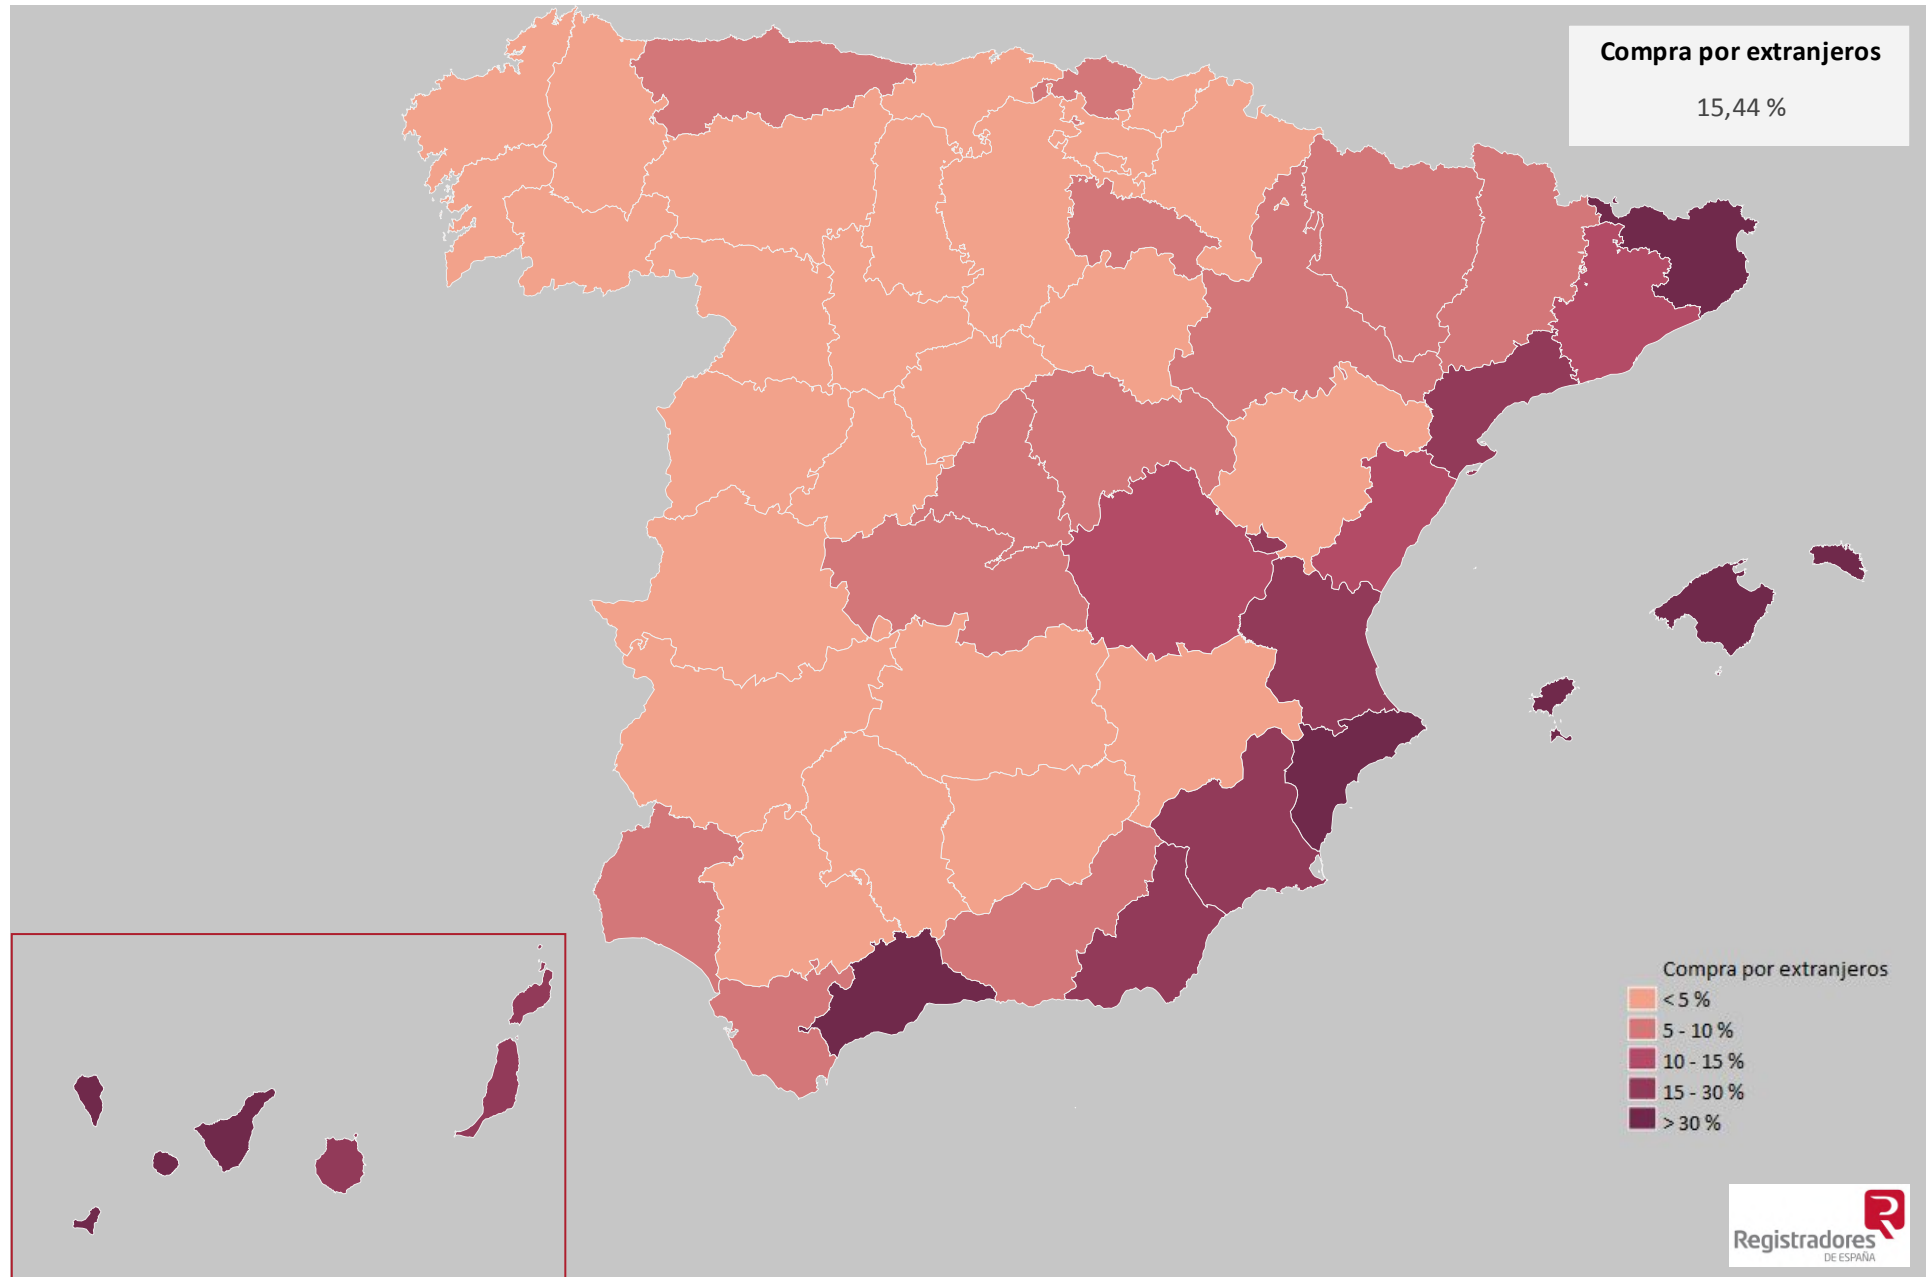 Compra por extranjeros
15,44 %
Compra por extranjeros
< 5 %
5 - 10 %
10 - 15 %
15 - 30 %
> 30 %
Registradores
DE ESPAÑA